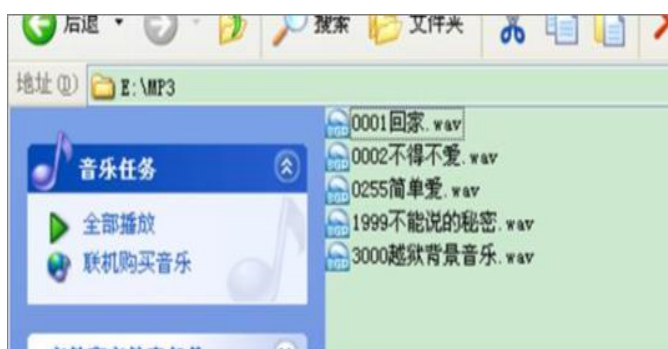 后退
搜索
文件夹
地址(D)
E:\MP3
音乐任务
全部播放
联机购买音乐
0001回家.wav
0002不得不爱.wav
0255简单爱.wav
1999不能说的秘密.wav
3000越狱背景音乐.wav